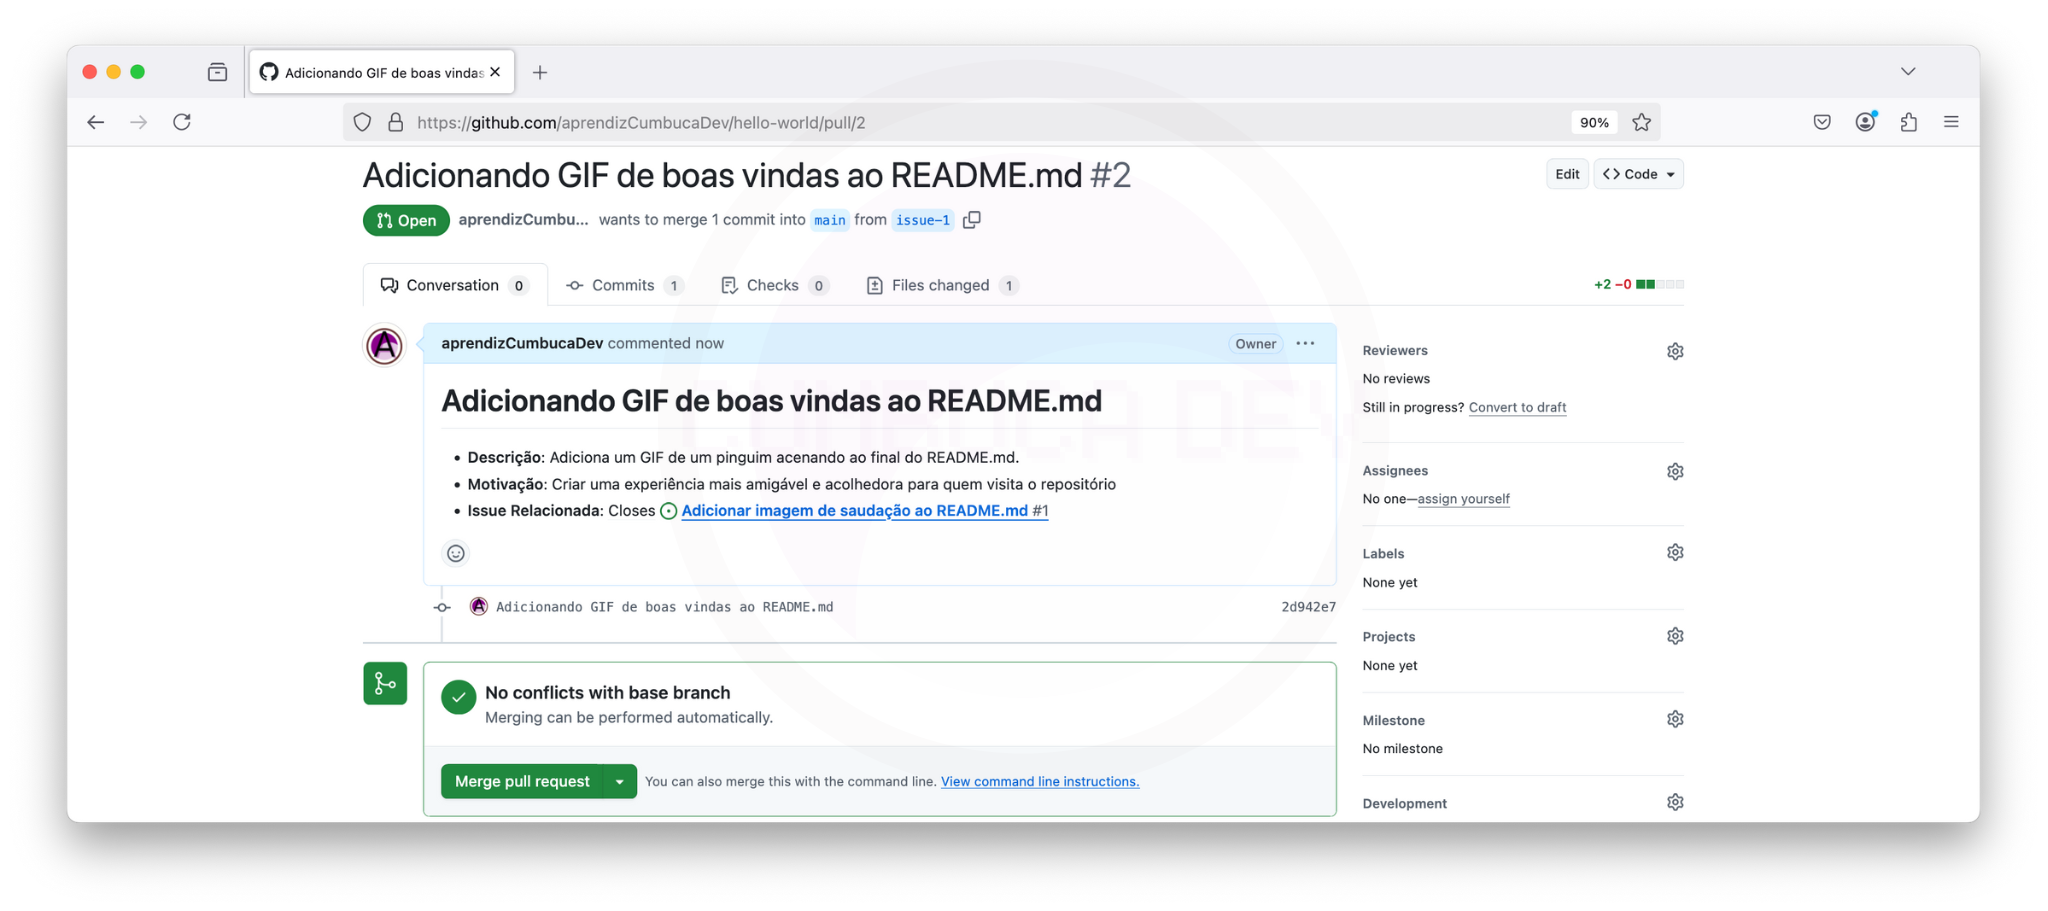 Adicionando GIF de boas vindas
https://github.com/aprendizCumbucaDev/hello-world/pull/2
90%
Adicionando GIF de boas vindas ao README.md #2
Edit
Code
Open
aprendizCumbu... wants to merge 1 commit into main from issue-1
Conversation 0
Commits 1
Checks 0
Files changed 1
+2 −0
aprendizCumbucaDev commented now
Owner
Adicionando GIF de boas vindas ao README.md
• Descrição: Adiciona um GIF de um pinguim acenando ao final do README.md.
• Motivação: Criar uma experiência mais amigável e acolhedora para quem visita o repositório
• Issue Relacionada: Closes Adicionar imagem de saudação ao README.md #1
Adicionando GIF de boas vindas ao README.md
2d942e7
No conflicts with base branch
Merging can be performed automatically.
Merge pull request
You can also merge this with the command line. View command line instructions.
Reviewers
No reviews
Still in progress? Convert to draft
Assignees
No one—assign yourself
Labels
None yet
Projects
None yet
Milestone
No milestone
Development
CUMBUCA DEV